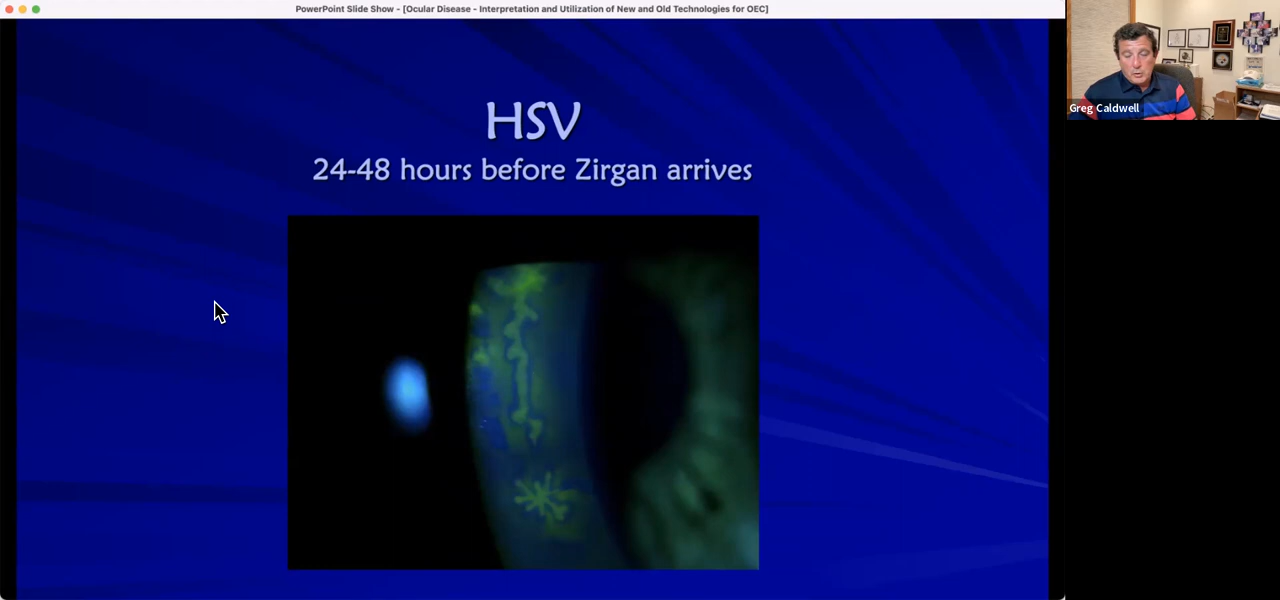 PowerPoint Slide Show - [Ocular Disease - Interpretation and Utilization of New and Old Technologies for OEC]
HSV
24-48 hours before Zirgan arrives
Greg Caldwell